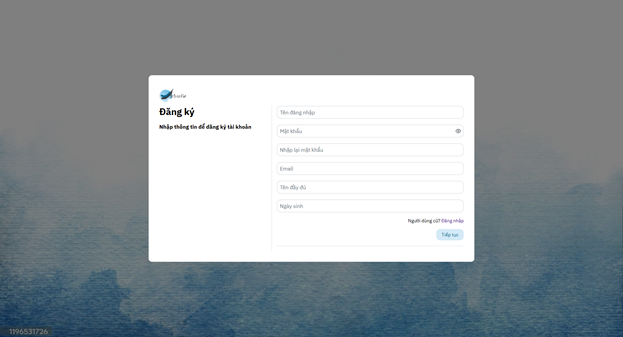 Đăng ký
Nhập thông tin để đăng ký tài khoản
Tên đăng nhập
Mật khẩu
Nhập lại mật khẩu
Email
Tên đầy đủ
Ngày sinh
Người dùng cũ? Đăng nhập
Tiếp tục
1196531726